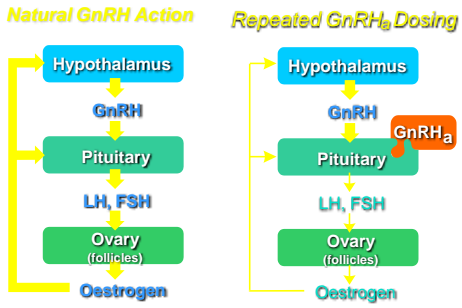 Natural GnRH Action
Hypothalamus
GnRH
Pituitary
LH, FSH
Ovary
(follicles)
Oestrogen
Repeated GnRHa Dosing
Hypothalamus
GnRH
GnRHa
Pituitary
LH, FSH
Ovary
(follicles)
Oestrogen